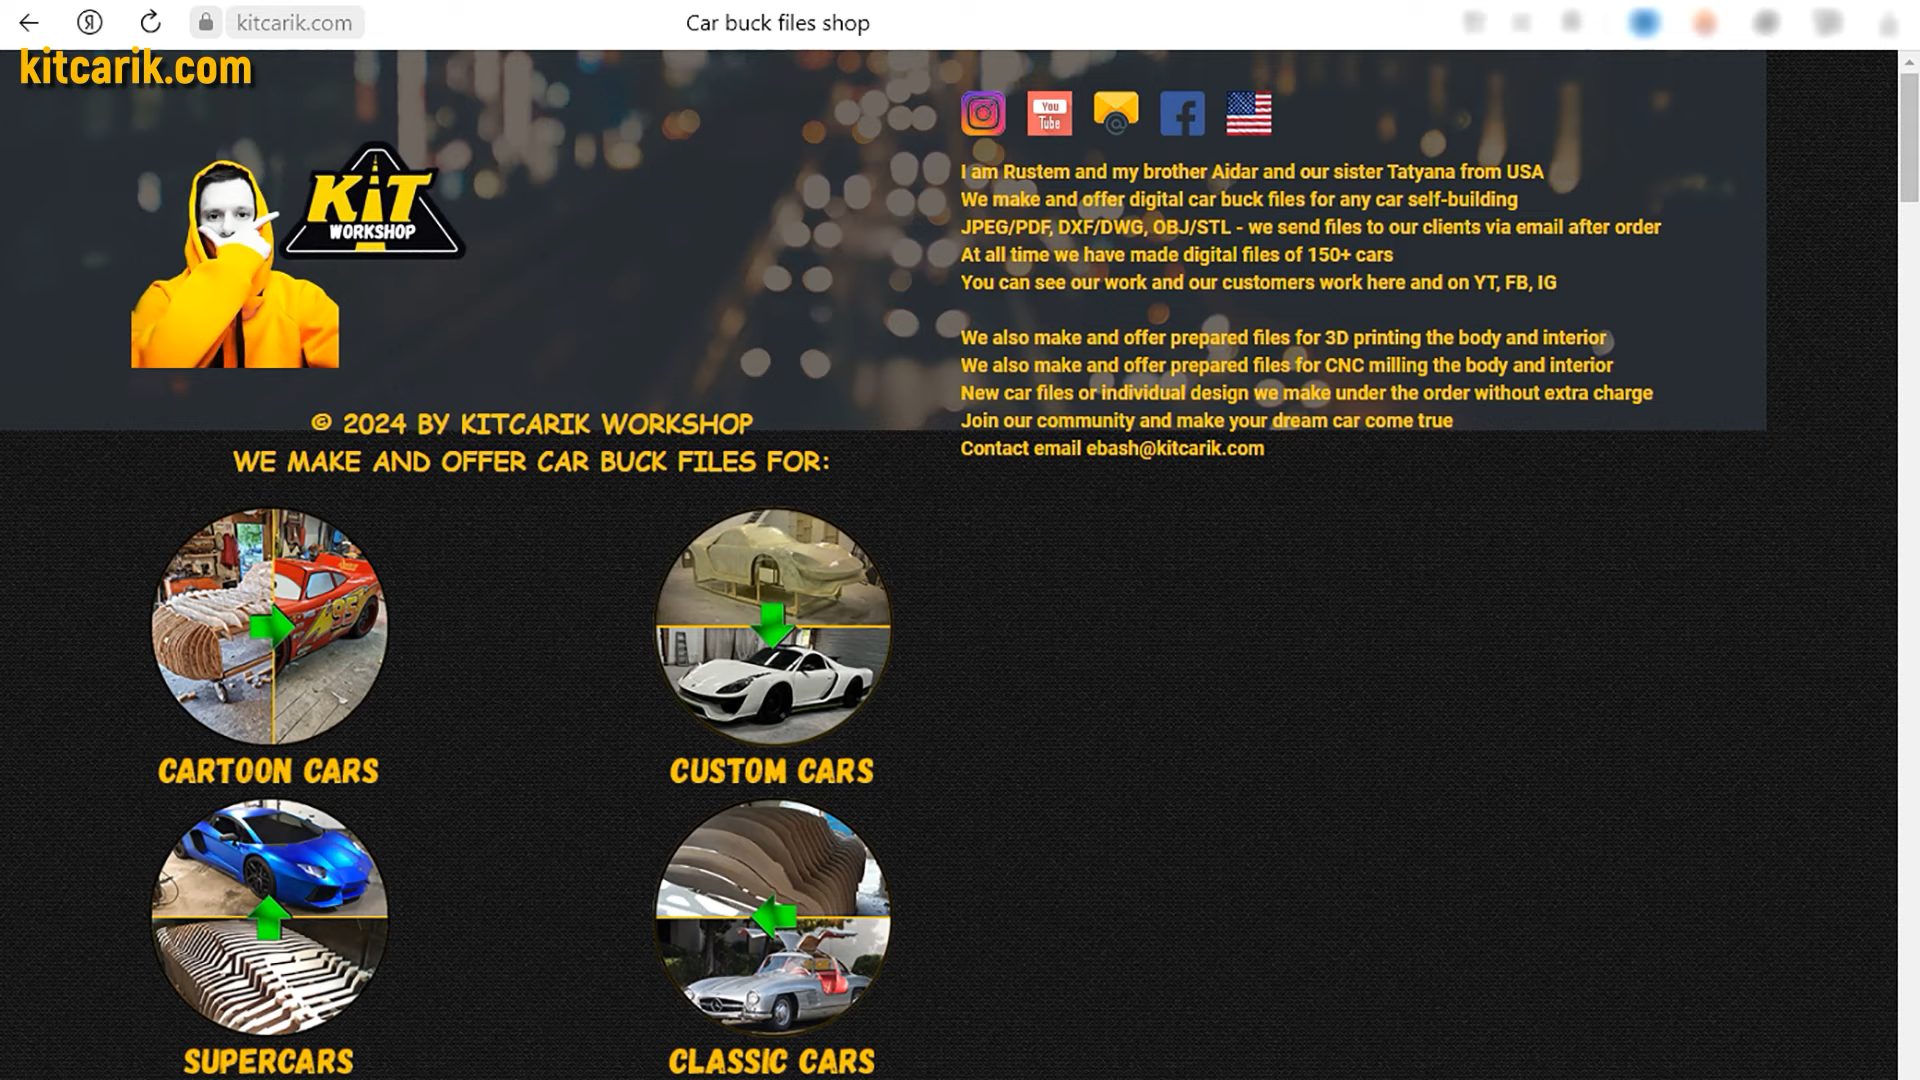 kitcarik.com
Car buck files shop
kitcarik.com
KiT
WORKSHOP
You
Tube
I am Rustem and my brother Aidar and our sister Tatyana from USA
We make and offer digital car buck files for any car self-building
JPEG/PDF, DXF/DWG, OBJ/STL - we send files to our clients via email after order
At all time we have made digital files of 150+ cars
You can see our work and our customers work here and on YT, FB, IG
We also make and offer prepared files for 3D printing the body and interior
We also make and offer prepared files for CNC milling the body and interior
New car files or individual design we make under the order without extra charge
Join our community and make your dream car come true
Contact email ebash@kitcarik.com
© 2024 BY KITCARIK WORKSHOP
WE MAKE AND OFFER CAR BUCK FILES FOR:
95
CARTOON CARS
CUSTOM CARS
SUPERCARS
CLASSIC CARS